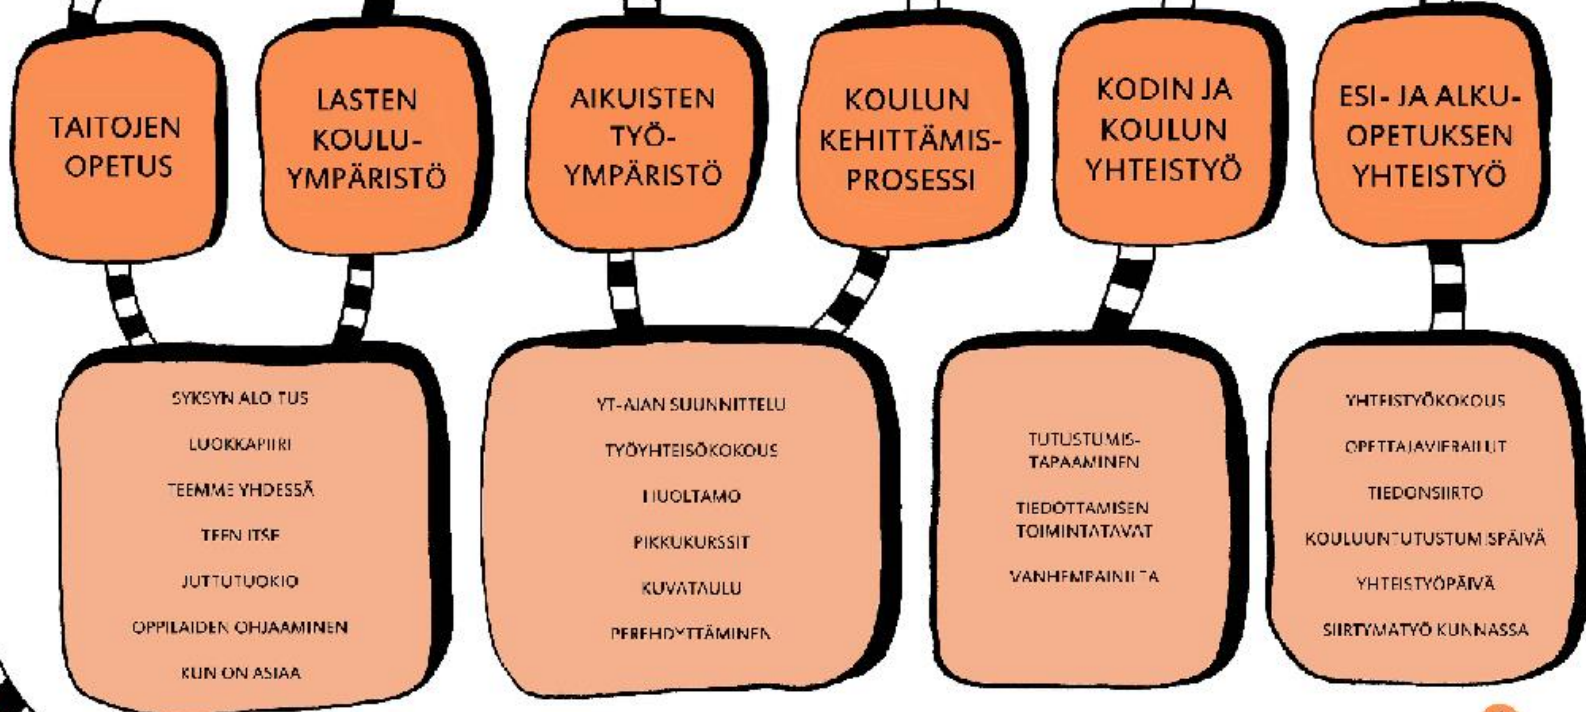 TAITOJEN
OPETUS
LASTEN
KOULU-
YMPÄRISTÖ
AIKUISTEN
TYÖ-
YMPÄRISTÖ
KOULUN
KEHITTÄMIS-
PROSESSI
KODIN JA
KOULUN
YHTEISTYÖ
ESI- JA ALKU-
OPETUKSEN
YHTEISTYÖ
SYKSYN ALOITUS
LUOKKAPIIRI
TEEMME YHDESSÄ
TEEN ITSE
JUTTUTUOKIO
OPPILAIDEN OHJAAMINEN
KUN ON ASIAA
YT-AJAN SUUNNITTELU
TYÖYHTEISÖKOKOUS
HUOLTAMO
PIKKUKURSSIT
KUVATAULU
PEREHDYTTÄMINEN
TUTUSTUMIS-
TAPAAMINEN
TIEDOTTAMISEN
TOIMINTATAVAT
VANHEMPAINILTA
YHTEISTYÖKOKOUS
OPETTAJAVIERAILUT
TIEDONSIIRTO
KOULUUNTUTUSTUMISPÄIVÄ
YHTEISTYÖPÄIVÄ
SIIRTYMATYÖ KUNNASSA